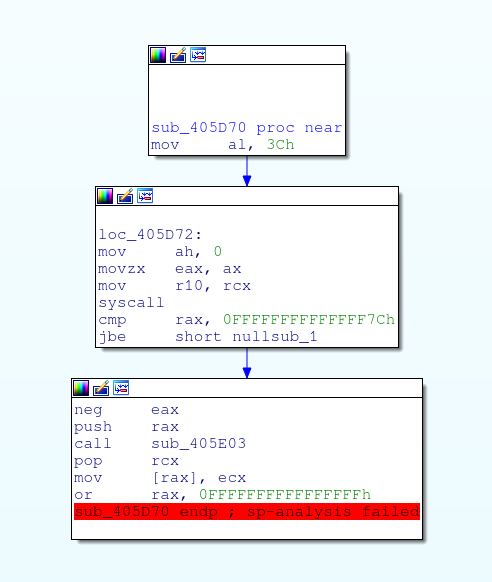 sub_405D70 proc near
mov al, 3Ch
loc_405D72:
mov ah, 0
movzx eax, ax
mov r10, rcx
syscall
cmp rax, 0FFFFFFFFFFFFFF7Ch
jbe short nullsub_1
neg eax
push rax
call sub_405E03
pop rcx
mov [rax], ecx
or rax, 0FFFFFFFFFFFFFFFFh
sub_405D70 endp ; sp-analysis failed